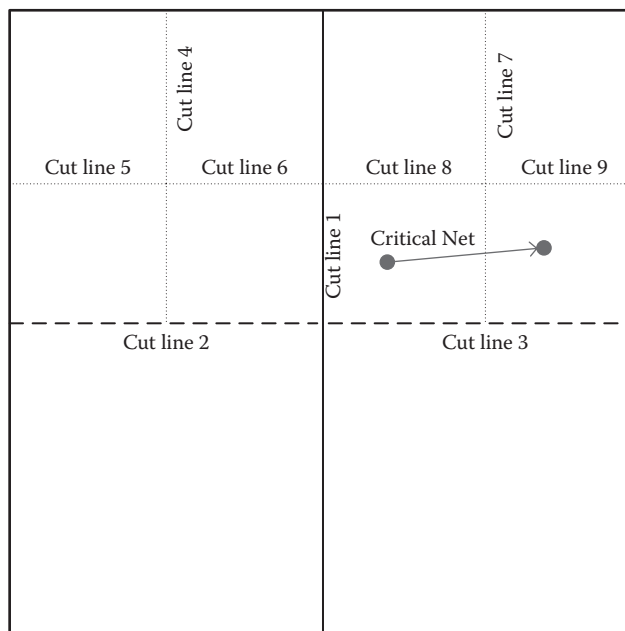 Cut line 4
Cut line 7
Cut line 5
Cut line 6
Cut line 8
Cut line 9
Cut line 1
Critical Net
Cut line 2
Cut line 3